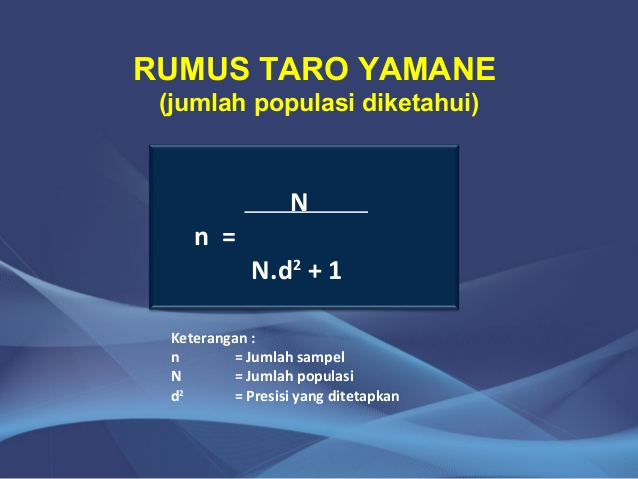 RUMUS TARO YAMANE
(jumlah populasi diketahui)
N
n =
N.d² + 1
Keterangan :
n = Jumlah sampel
N = Jumlah populasi
d² = Presisi yang ditetapkan